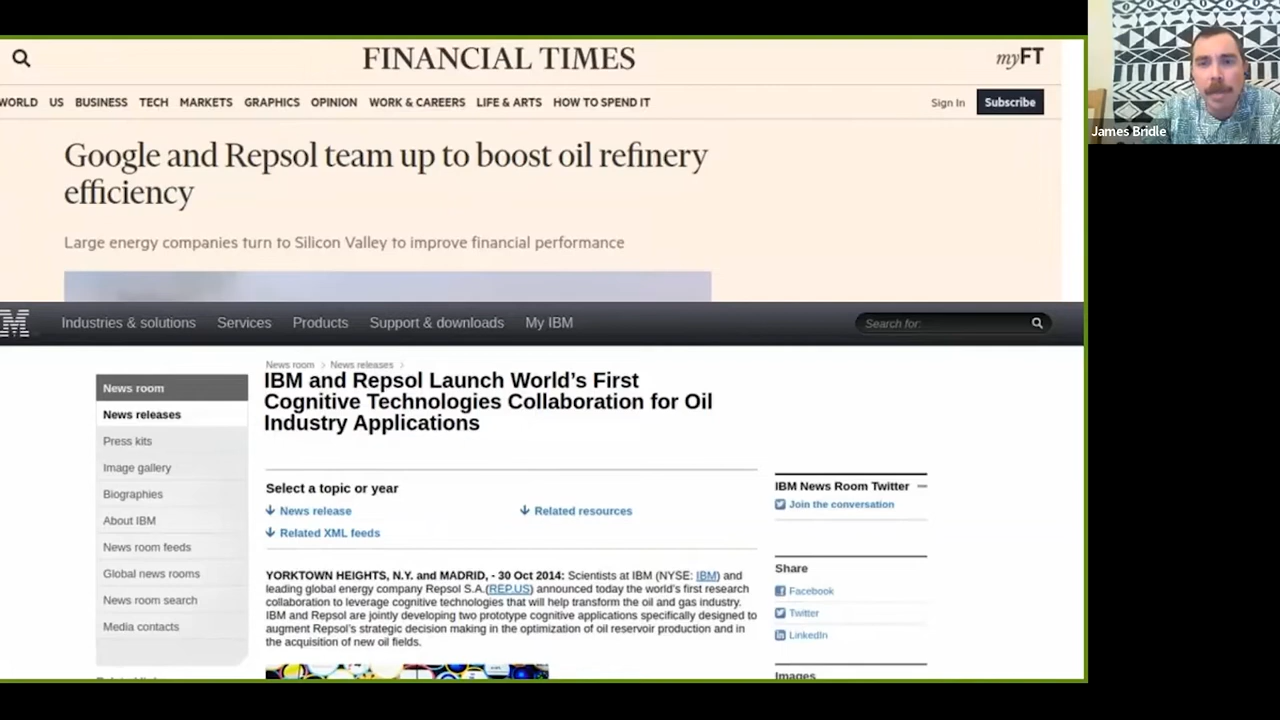 FINANCIAL TIMES
myFT
WORLD US BUSINESS TECH MARKETS GRAPHICS OPINION WORK & CAREERS LIFE & ARTS HOW TO SPEND IT
Sign In Subscribe
Google and Repsol team up to boost oil refinery
efficiency
Large energy companies turn to Silicon Valley to improve financial performance
James Bridle
Industries & solutions Services Products Support & downloads My IBM
Search for:
News room
News releases
Press kits
Image gallery
Biographies
About IBM
News room feeds
Global news rooms
News room search
Media contacts
News room > News releases >
IBM and Repsol Launch World's First
Cognitive Technologies Collaboration for Oil
Industry Applications
Select a topic or year
News release Related resources
Related XML feeds
YORKTOWN HEIGHTS, N.Y. and MADRID, - 30 Oct 2014: Scientists at IBM (NYSE: IBM) and
leading global energy company Repsol S.A.(REP.US) announced today the world's first research
collaboration to leverage cognitive technologies that will help transform the oil and gas industry.
IBM and Repsol are jointly developing two prototype cognitive applications specifically designed to
augment Repsol's strategic decision making in the optimization of oil reservoir production and in
the acquisition of new oil fields.
IBM News Room Twitter
Join the conversation
Share
Facebook
Twitter
LinkedIn
Images